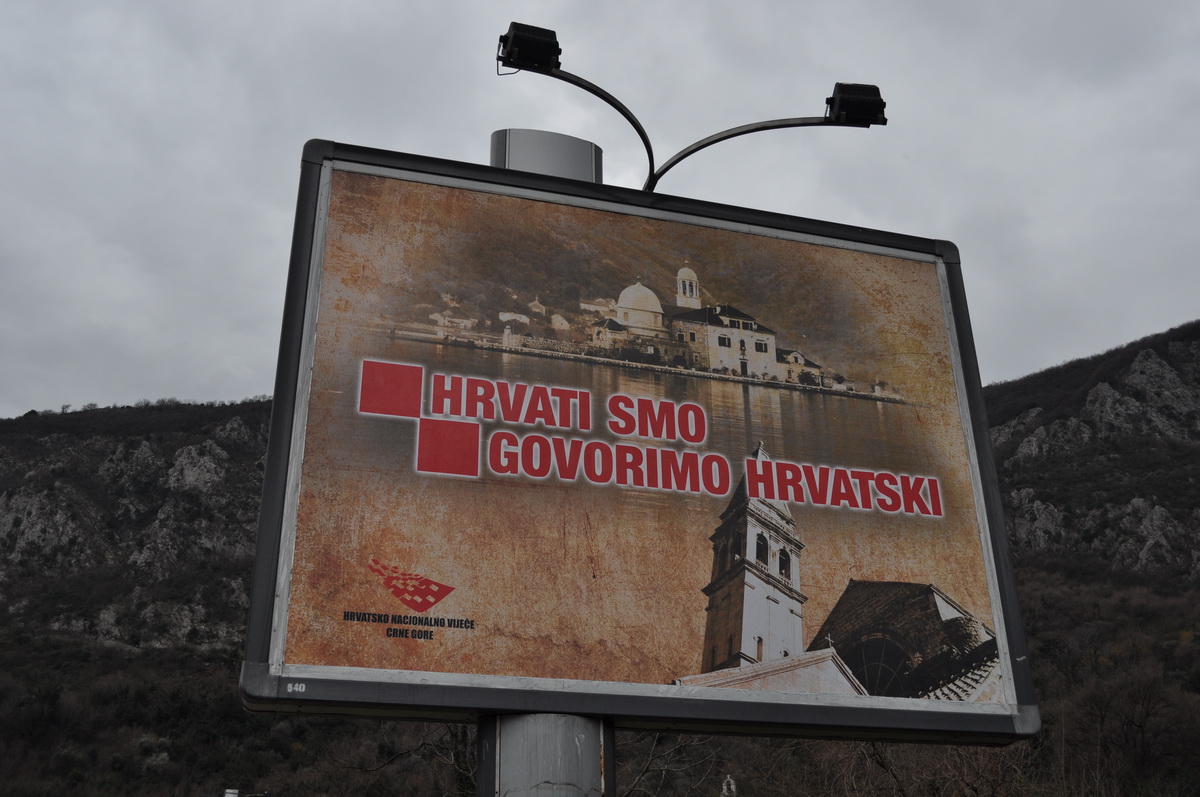 HRVATI SMO
GOVORIMO HRVATSKI
HRVATSKO NACIONALNO VIJEĆE
CRNE GORE
640